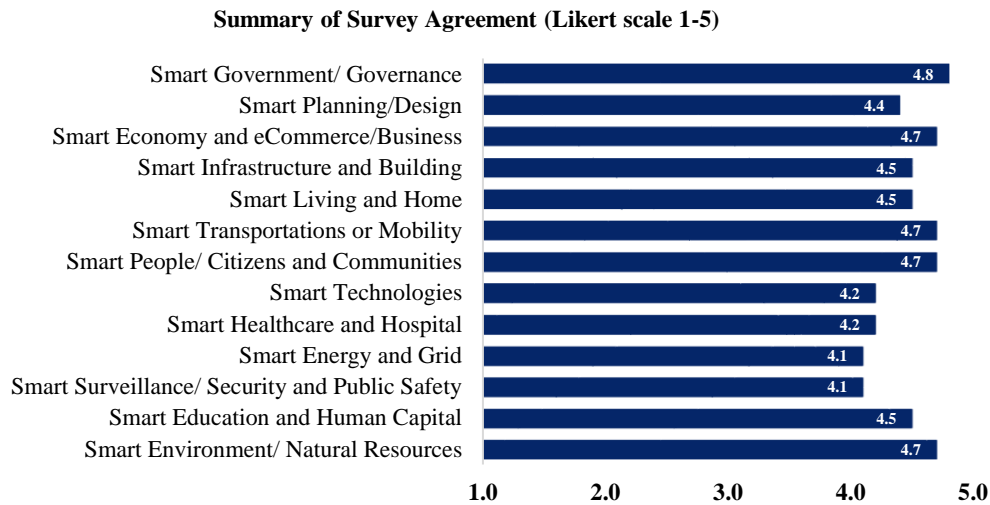 Summary of Survey Agreement (Likert scale 1-5)
Smart Government/ Governance 4.8
Smart Planning/Design 4.4
Smart Economy and eCommerce/Business 4.7
Smart Infrastructure and Building 4.5
Smart Living and Home 4.5
Smart Transportations or Mobility 4.7
Smart People/ Citizens and Communities 4.7
Smart Technologies 4.2
Smart Healthcare and Hospital 4.2
Smart Energy and Grid 4.1
Smart Surveillance/ Security and Public Safety 4.1
Smart Education and Human Capital 4.5
Smart Environment/ Natural Resources 4.7
1.0 2.0 3.0 4.0 5.0